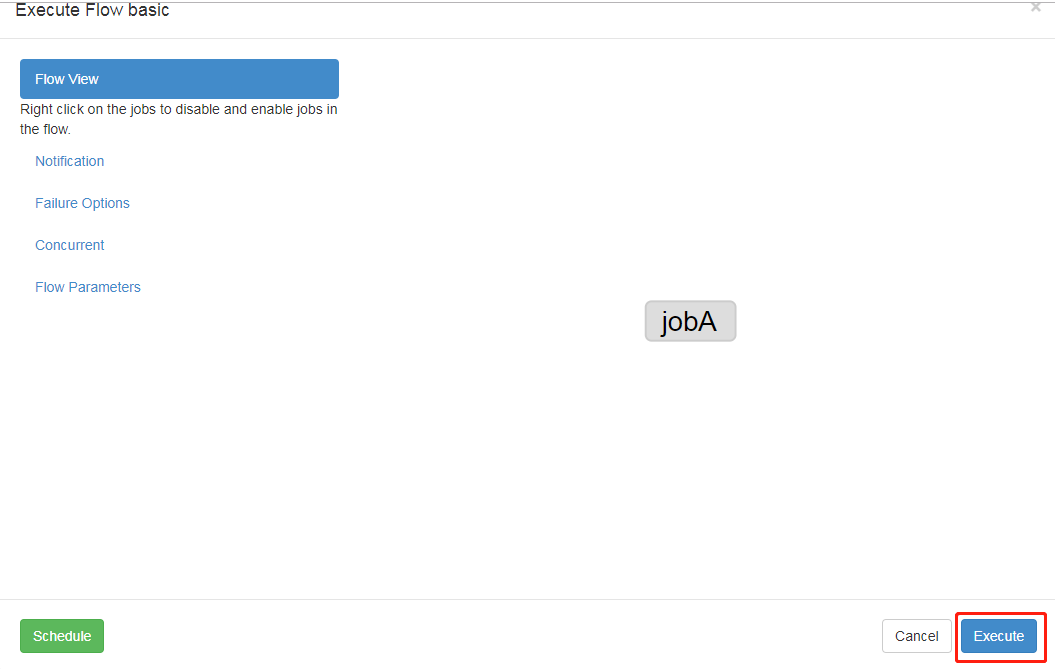 Execute Flow basic
×
Flow View
Right click on the jobs to disable and enable jobs in
the flow.
Notification
Failure Options
Concurrent
Flow Parameters
jobA
Schedule
Cancel
Execute